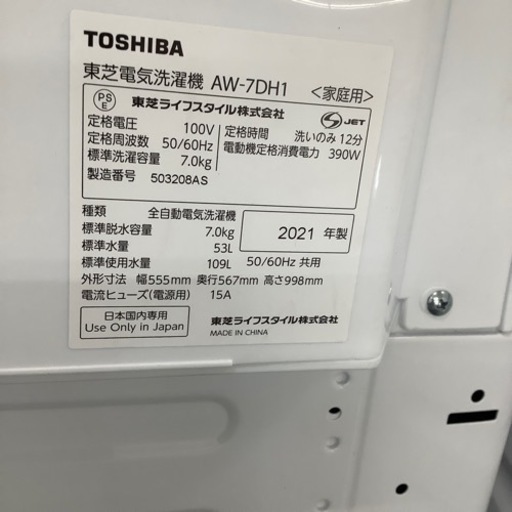 TOSHIBA
東芝電気洗濯機 AW-7DH1 <家庭用>
PS E 東芝ライフスタイル株式会社 S JET
定格電圧 100V 定格時間 洗いのみ 12分
定格周波数 50/60Hz 電動機定格消費電力 390W
標準洗濯容量 7.0kg
製造番号 503208AS
種類 全自動電気洗濯機
標準脱水容量 7.0kg 2021 年製
標準水量 53L
標準使用水量 109L 50/60Hz 共用
外形寸法 幅555mm 奥行567mm 高さ998mm
電流ヒューズ(電源用) 15A
日本国内専用 東芝ライフスタイル株式会社
Use Only in Japan MADE IN CHINA